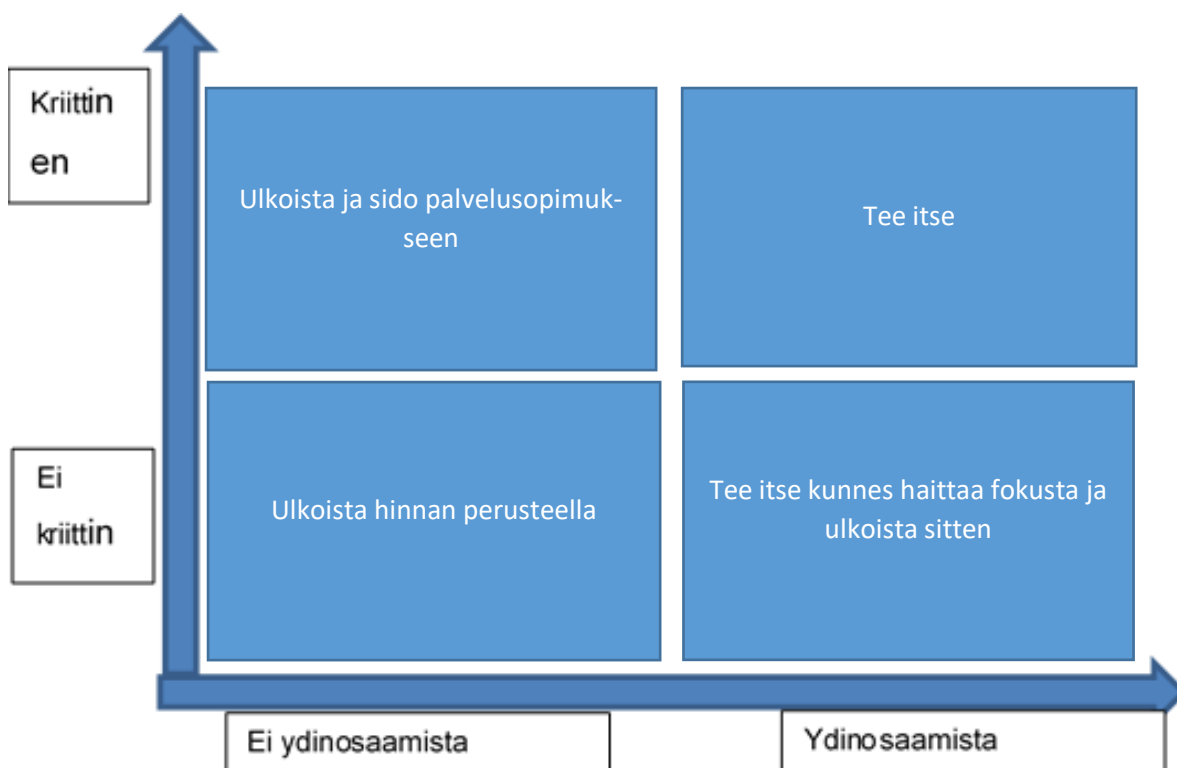 Kriittin
en
Ulkoista ja sido palvelusopimuk-
seen
Tee itse
Ei
kriittin
Ulkoista hinnan perusteella
Tee itse kunnes haittaa fokusta ja
ulkoista sitten
Ei ydinosaamista
Ydinosaamista